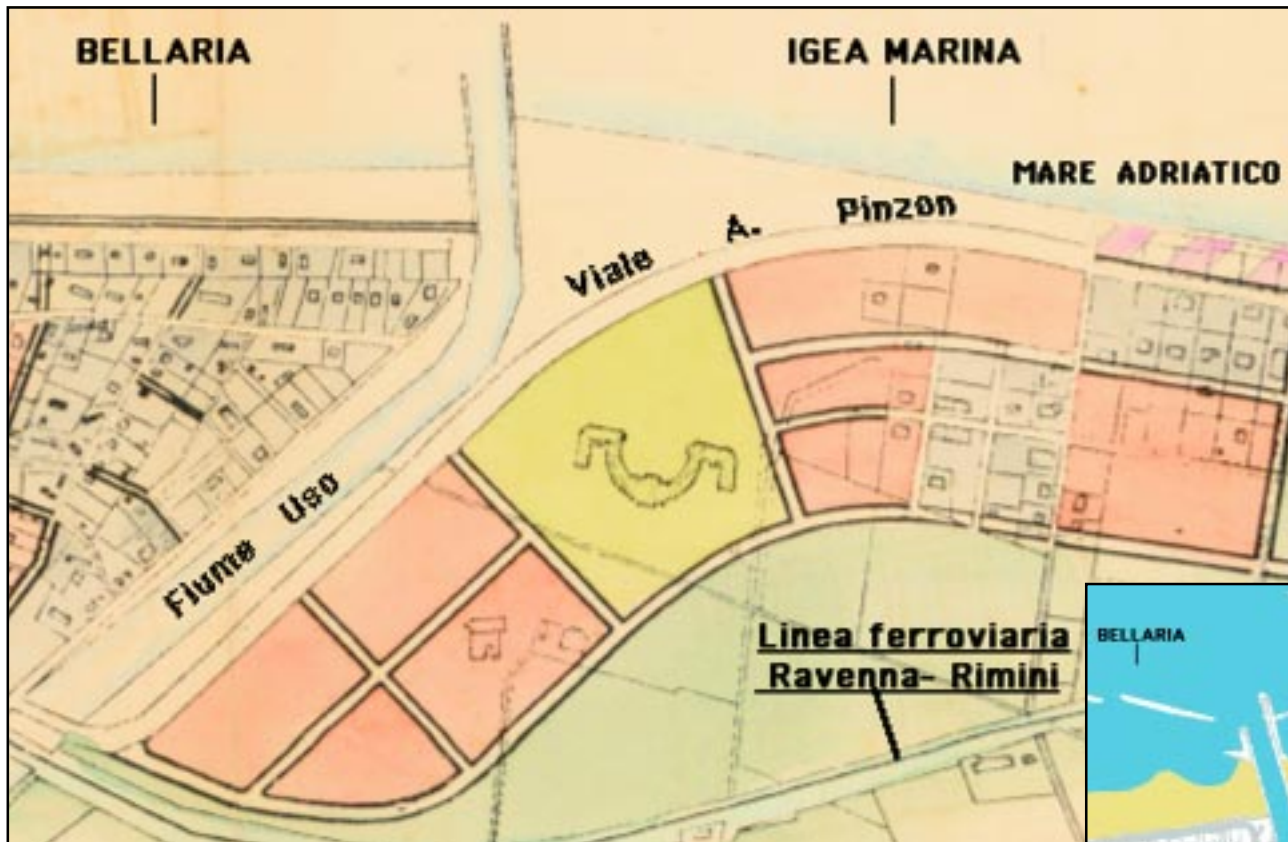 BELLARIA
IGEA MARINA
MARE ADRIATICO
Viale A. Pinzon
Fiume Uso
Linea ferroviaria
Ravenna- Rimini
BELLARIA